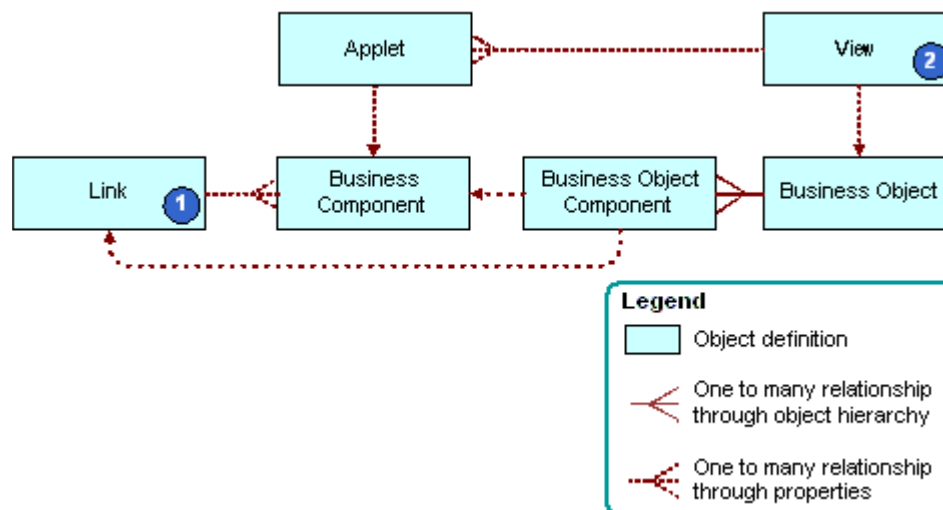 Applet
View
2
Link
1
Business
Component
Business Object
Component
Business Object
Legend
Object definition
One to many relationship
through object hierarchy
One to many relationship
through properties